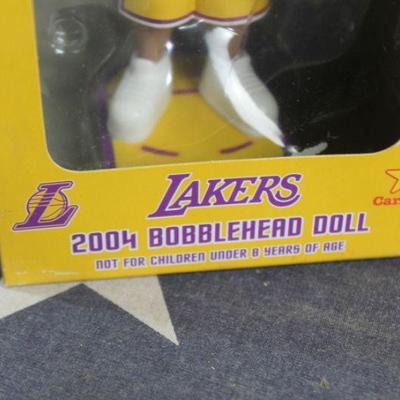 L
LAKERS
2004 BOBBLEHEAD DOLL
NOT FOR CHILDREN UNDER 8 YEARS OF AGE